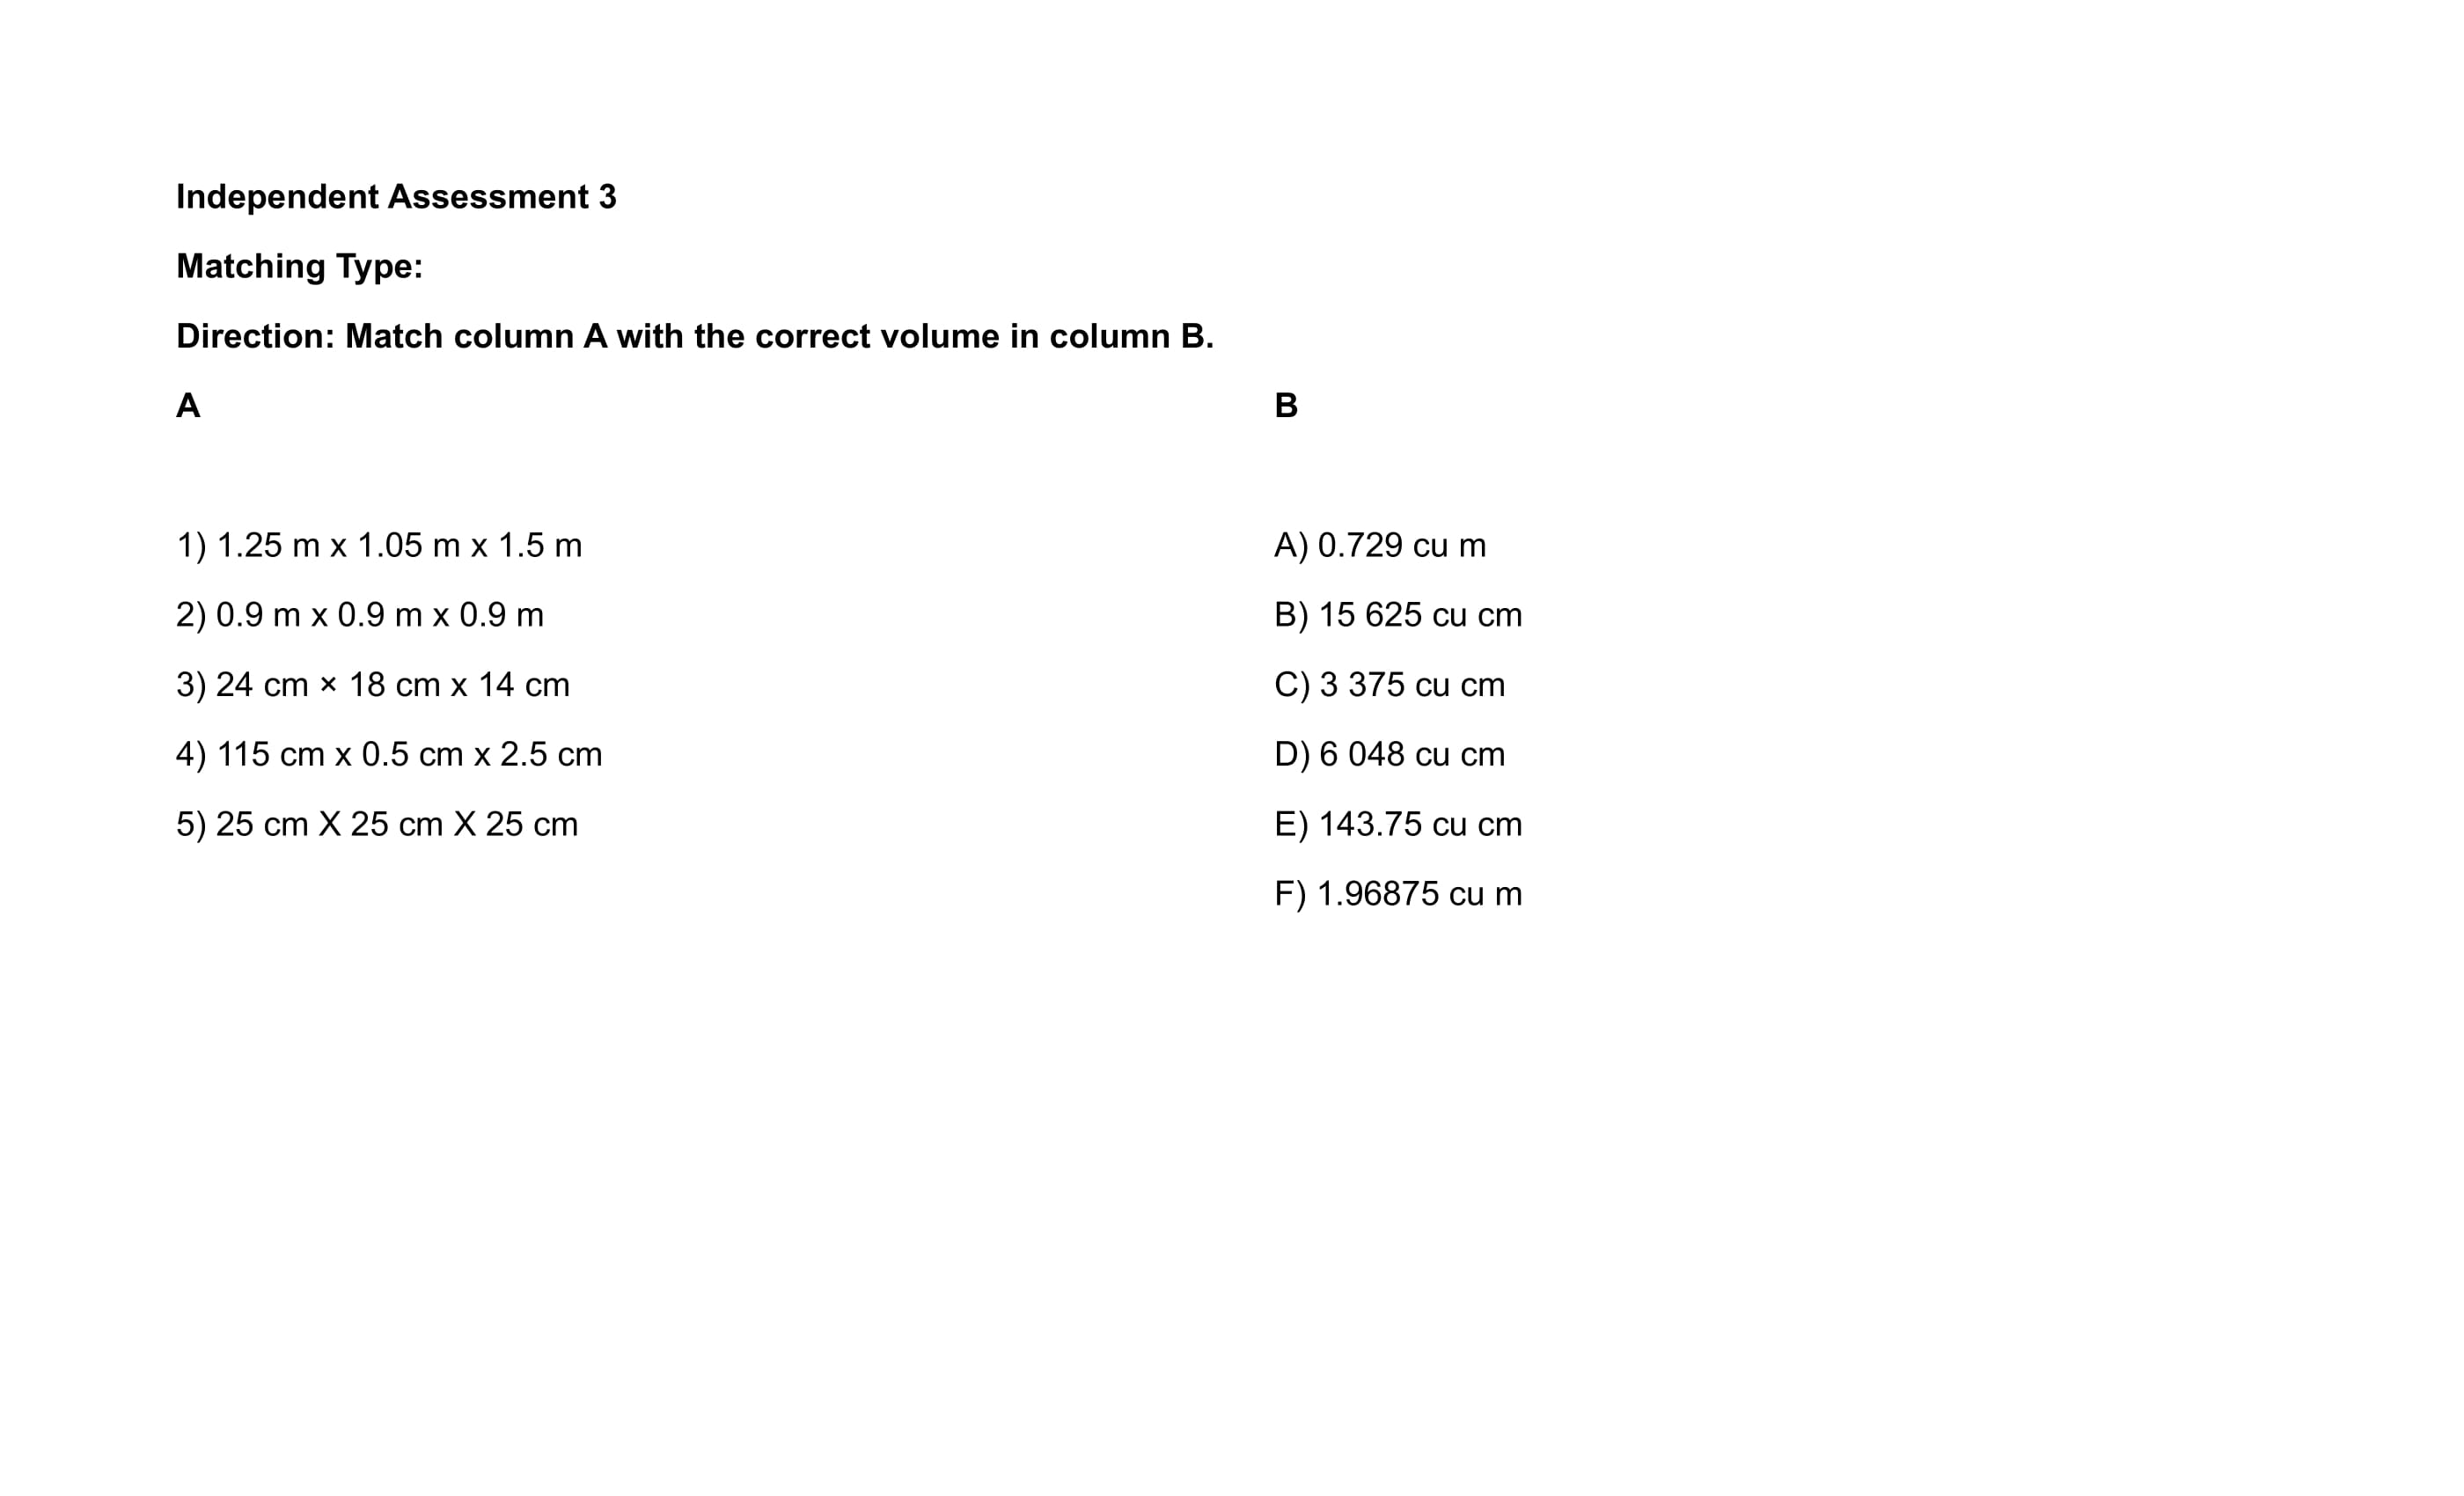 Independent Assessment 3
Matching Type:
Direction: Match column A with the correct volume in column B.
A B
1) 1.25 m x 1.05 m x 1.5 m A) 0.729 cu m
2) 0.9 m x 0.9 m x 0.9 m B) 15 625 cu cm
3) 24 cm × 18 cm x 14 cm C) 3 375 cu cm
4) 115 cm x 0.5 cm x 2.5 cm D) 6 048 cu cm
5) 25 cm X 25 cm X 25 cm E) 143.75 cu cm
F) 1.96875 cu m